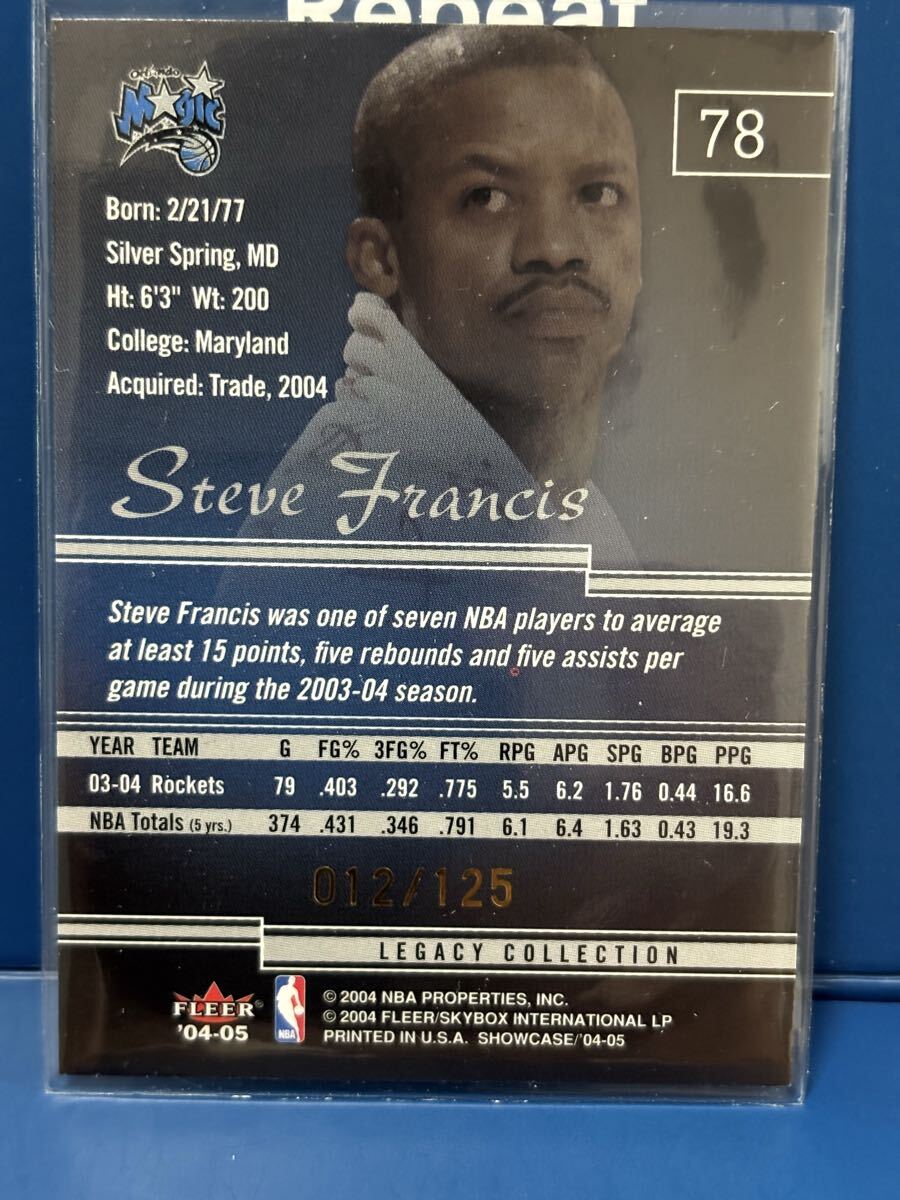 Repeat
Orlando
Magic
78
Born: 2/21/77
Silver Spring, MD
Ht: 6'3" Wt: 200
College: Maryland
Acquired: Trade, 2004
Steve Francis
Steve Francis was one of seven NBA players to average
at least 15 points, five rebounds and five assists per
game during the 2003-04 season.
YEAR TEAM G FG% 3FG% FT% RPG APG SPG BPG PPG
03-04 Rockets 79 .403 .292 .775 5.5 6.2 1.76 0.44 16.6
NBA Totals (5 yrs.) 374 .431 .346 .791 6.1 6.4 1.63 0.43 19.3
012/125
LEGACY COLLECTION
FLEER®
'04-05
NBA
© 2004 NBA PROPERTIES, INC.
© 2004 FLEER/SKYBOX INTERNATIONAL LP
PRINTED IN U.S.A. SHOWCASE/'04-05